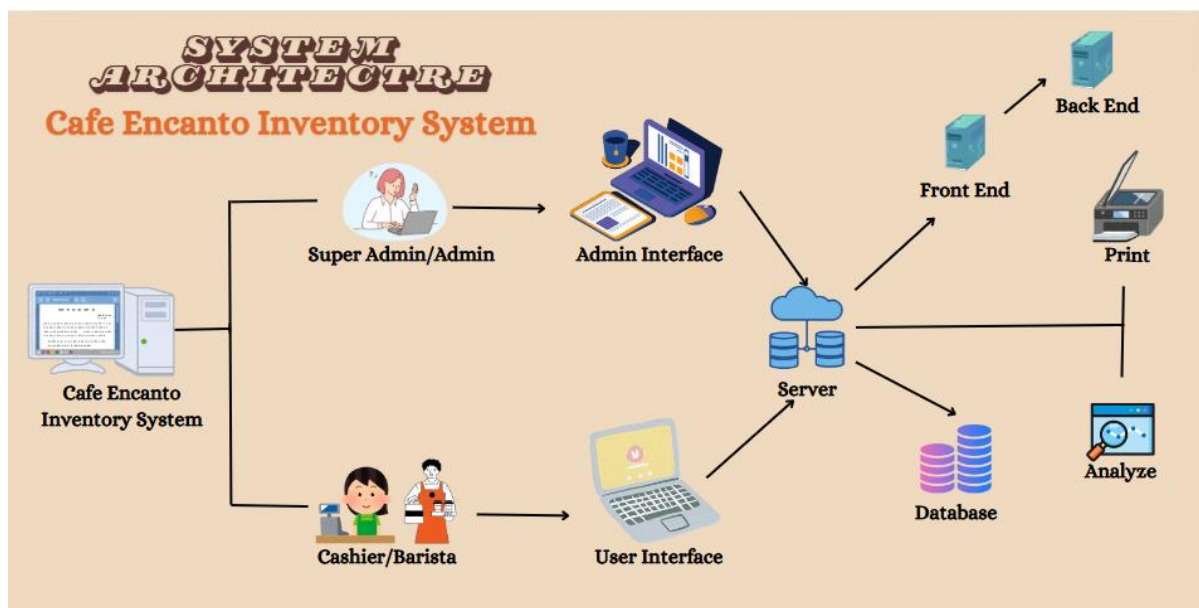 SYSTEM
ARCHITECTRE
Cafe Encanto Inventory System
Back End
Front End
Print
Super Admin/Admin
Admin Interface
Cafe Encanto
Inventory System
Server
Analyze
Database
Cashier/Barista
User Interface